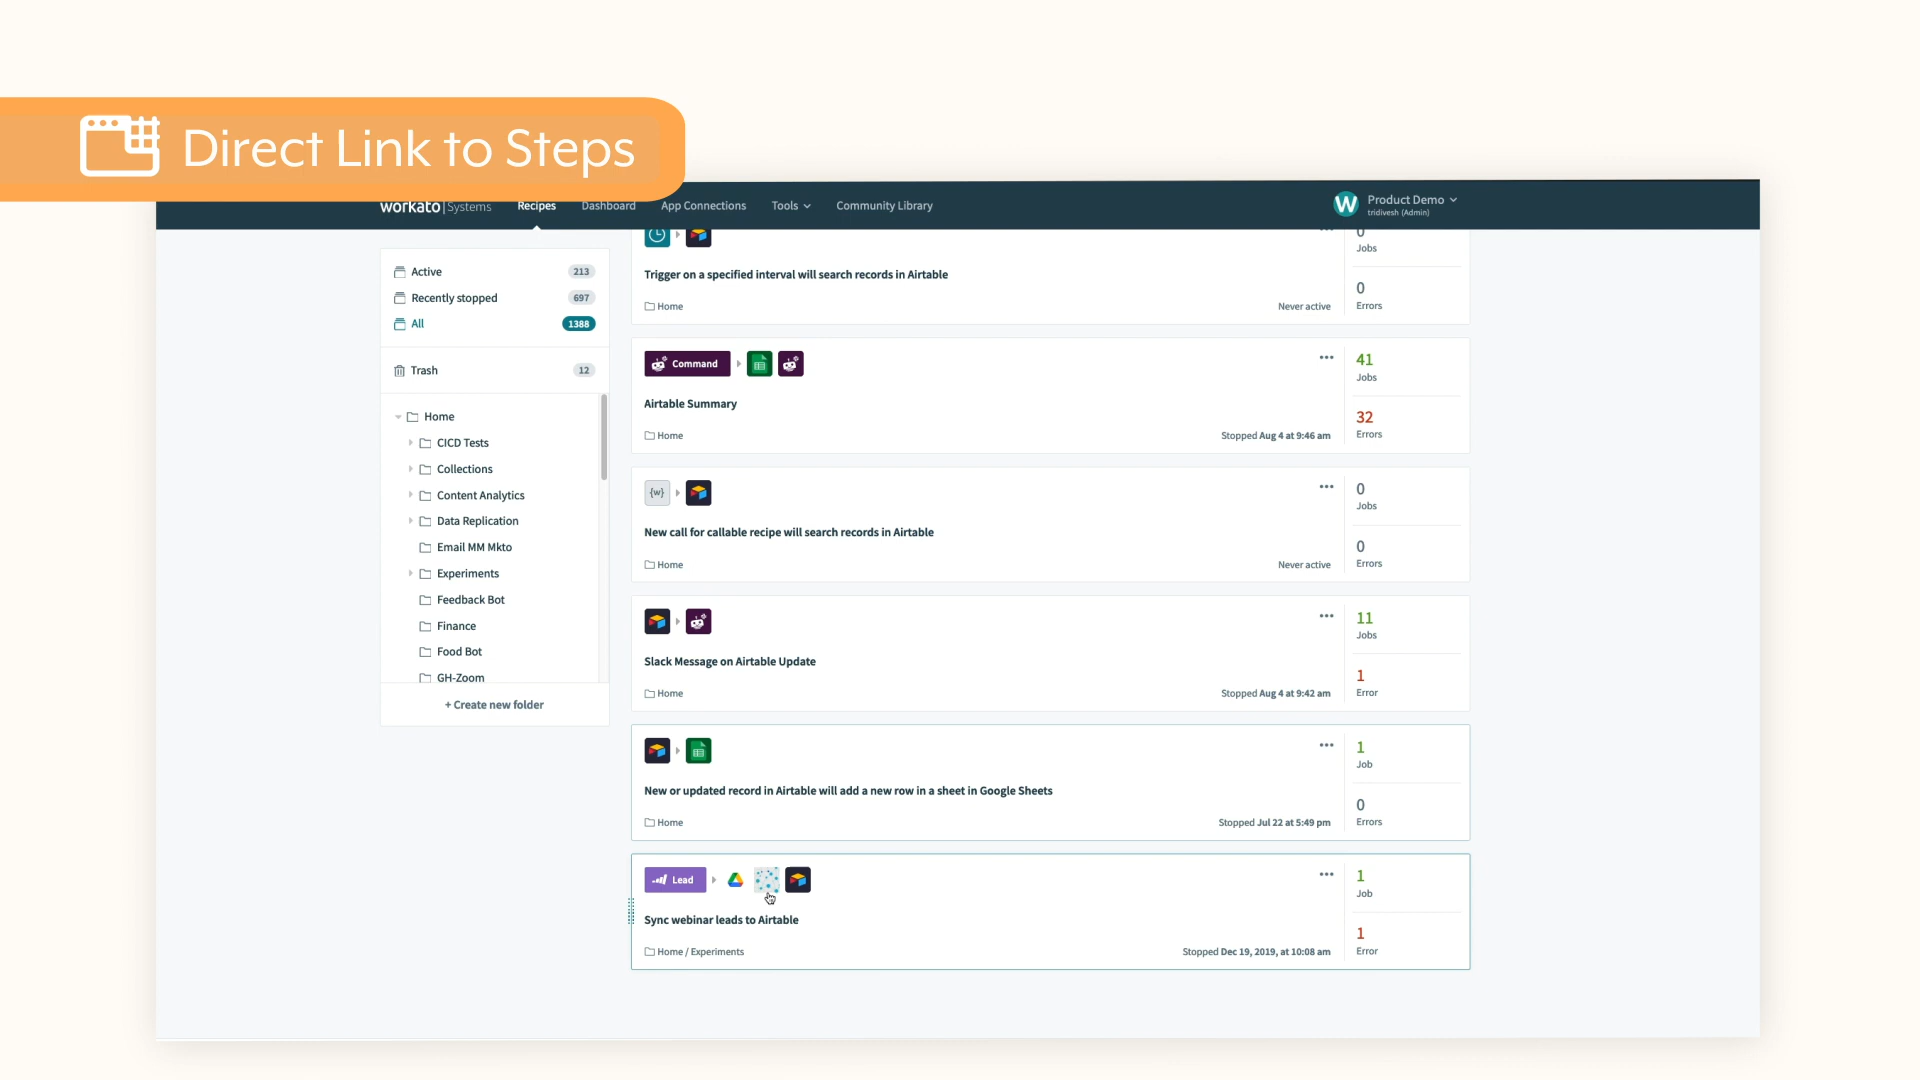 Direct Link to Steps
workato | Systems Recipes Dashboard App Connections Tools Community Library
Product Demo
tridivesh (Admin)
Active 213
Recently stopped 697
All 1388
Trash 12
Home
CICD Tests
Collections
Content Analytics
Data Replication
Email MM Mkto
Experiments
Feedback Bot
Finance
Food Bot
GH-Zoom
+ Create new folder
0
Jobs
Trigger on a specified interval will search records in Airtable
0
Errors
Home
Never active
Command
41
Jobs
Airtable Summary
32
Errors
Home
Stopped Aug 4 at 9:46 am
{w}
0
Jobs
New call for callable recipe will search records in Airtable
0
Errors
Home
Never active
11
Jobs
Slack Message on Airtable Update
1
Error
Home
Stopped Aug 4 at 9:42 am
1
Job
New or updated record in Airtable will add a new row in a sheet in Google Sheets
0
Errors
Home
Stopped Jul 22 at 5:49 pm
Lead
1
Job
Sync webinar leads to Airtable
1
Error
Home / Experiments
Stopped Dec 19, 2019, at 10:08 am